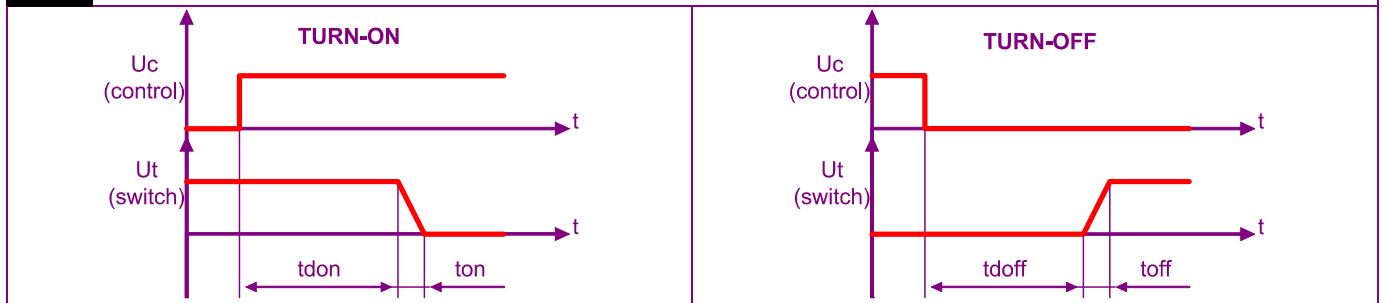 TURN-ON
Uc
(control)
t
Ut
(switch)
t
tdon
ton
TURN-OFF
Uc
(control)
t
Ut
(switch)
t
tdoff
toff